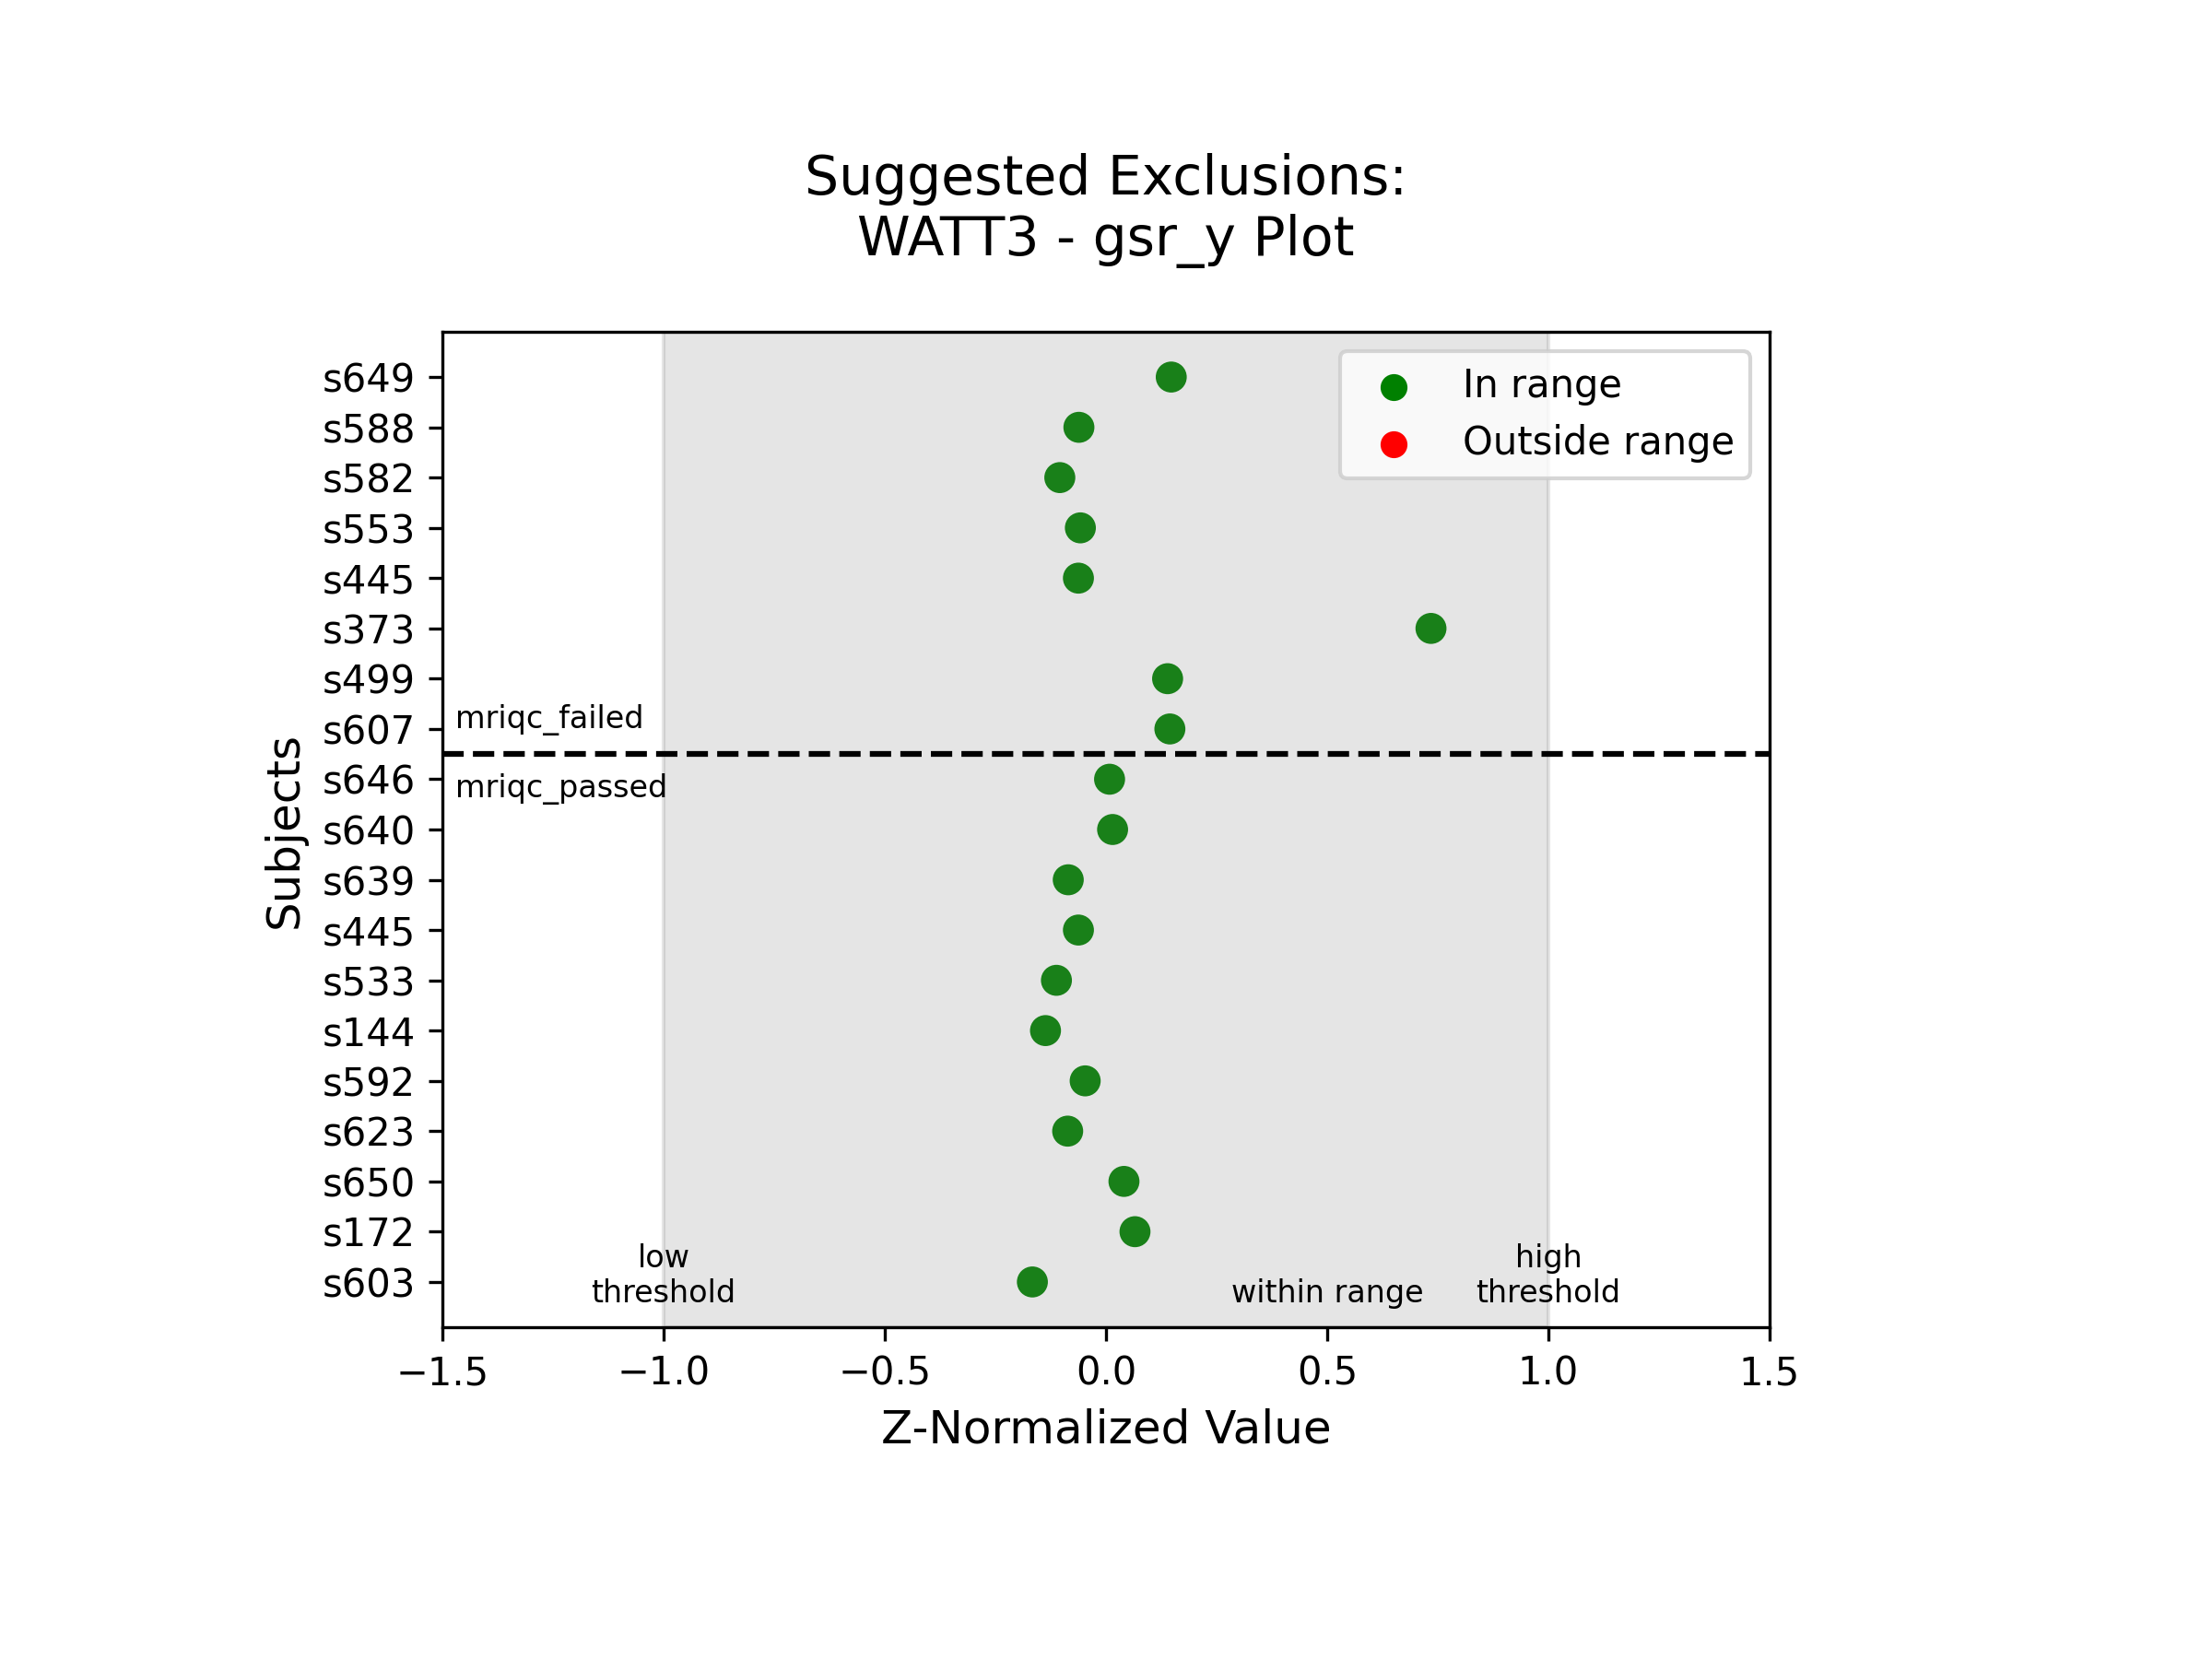 Suggested Exclusions:
WATT3 - gsr_y Plot
In range
Outside range
s649
s588
s582
s553
s445
s373
s499
s607
s646
s640
s639
s445
s533
s144
s592
s623
s650
s172
s603
Subjects
mriqc_failed
mriqc_passed
low
threshold
within range
high
threshold
−1.5 −1.0 −0.5 0.0 0.5 1.0 1.5
Z-Normalized Value